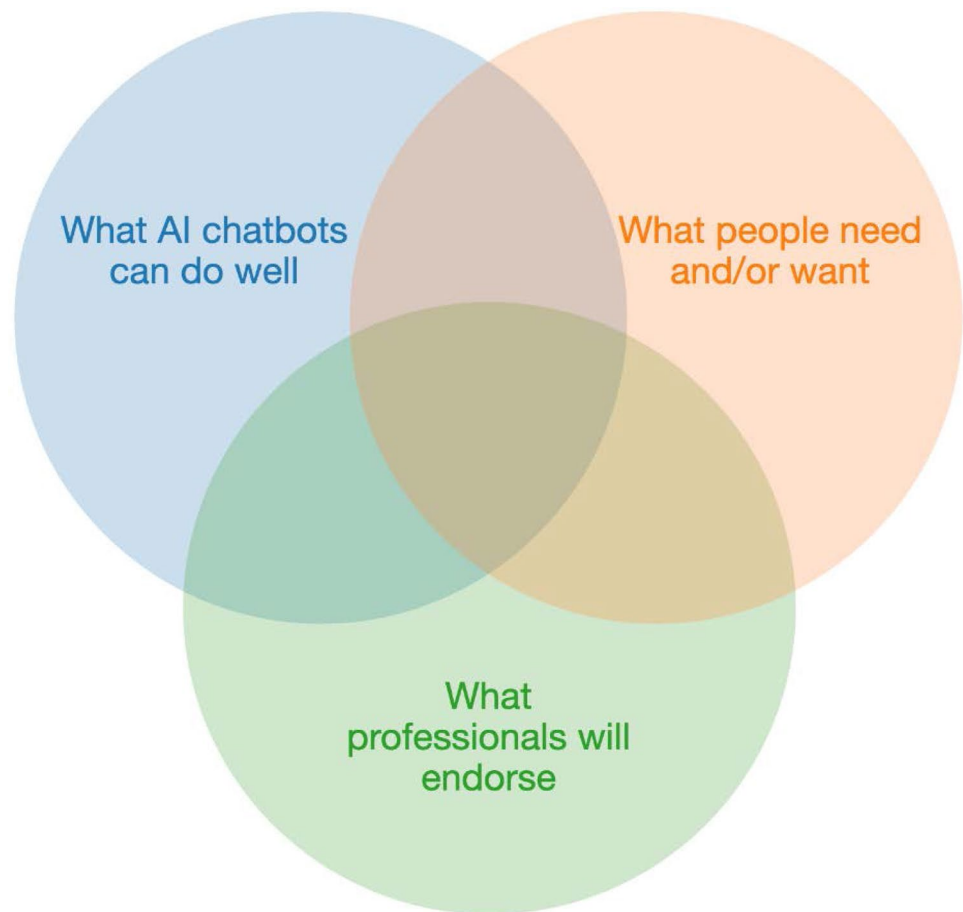 What AI chatbots
can do well
What people need
and/or want
What
professionals will
endorse